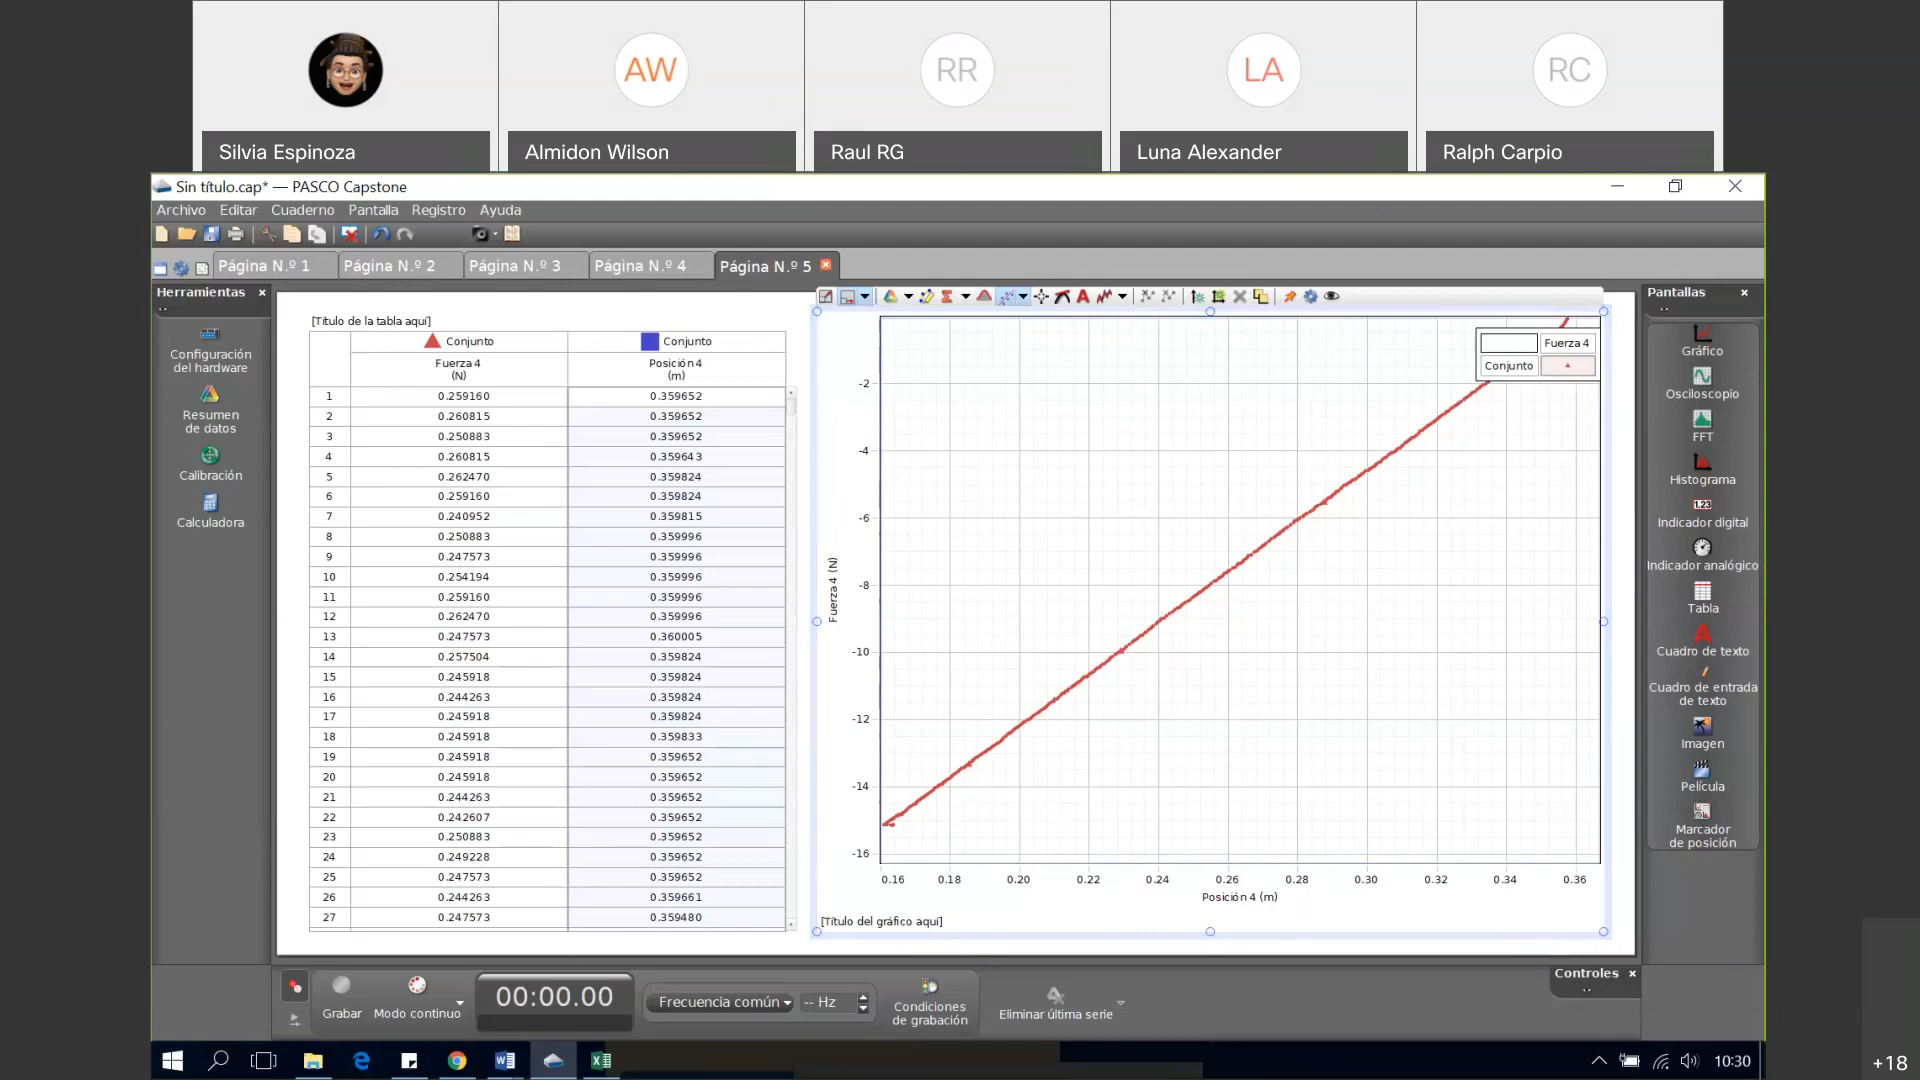 AW
RR
LA
RC
Silvia Espinoza
Almidon Wilson
Raul RG
Luna Alexander
Ralph Carpio
Sin título.cap* — PASCO Capstone
Archivo Editar Cuaderno Pantalla Registro Ayuda
Página N.º 1
Página N.º 2
Página N.º 3
Página N.º 4
Página N.º 5
Herramientas
Configuración
del hardware
Resumen
de datos
Calibración
Calculadora
[Título de la tabla aquí]
Conjunto Conjunto
Fuerza 4 Posición 4
(N) (m)
1 0.259160 0.359652
2 0.260815 0.359652
3 0.250883 0.359652
4 0.260815 0.359643
5 0.262470 0.359824
6 0.259160 0.359824
7 0.240952 0.359815
8 0.250883 0.359996
9 0.247573 0.359996
10 0.254194 0.359996
11 0.259160 0.359996
12 0.262470 0.359996
13 0.247573 0.360005
14 0.257504 0.359824
15 0.245918 0.359824
16 0.244263 0.359824
17 0.245918 0.359824
18 0.245918 0.359833
19 0.245918 0.359652
20 0.245918 0.359652
21 0.244263 0.359652
22 0.242607 0.359652
23 0.250883 0.359652
24 0.249228 0.359652
25 0.247573 0.359652
26 0.244263 0.359661
27 0.247573 0.359480
Fuerza 4
Conjunto
Fuerza 4 (N)
-2
-4
-6
-8
-10
-12
-14
-16
0.16 0.18 0.20 0.22 0.24 0.26 0.28 0.30 0.32 0.34 0.36
Posición 4 (m)
[Título del gráfico aquí]
Pantallas
Gráfico
Osciloscopio
FFT
Histograma
1.23
Indicador digital
Indicador analógico
Tabla
Cuadro de texto
Cuadro de entrada
de texto
Imagen
Película
Marcador
de posición
Grabar
Modo continuo
00:00.00
Frecuencia común
-- Hz
Condiciones
de grabación
Eliminar última serie
Controles
10:30
+18